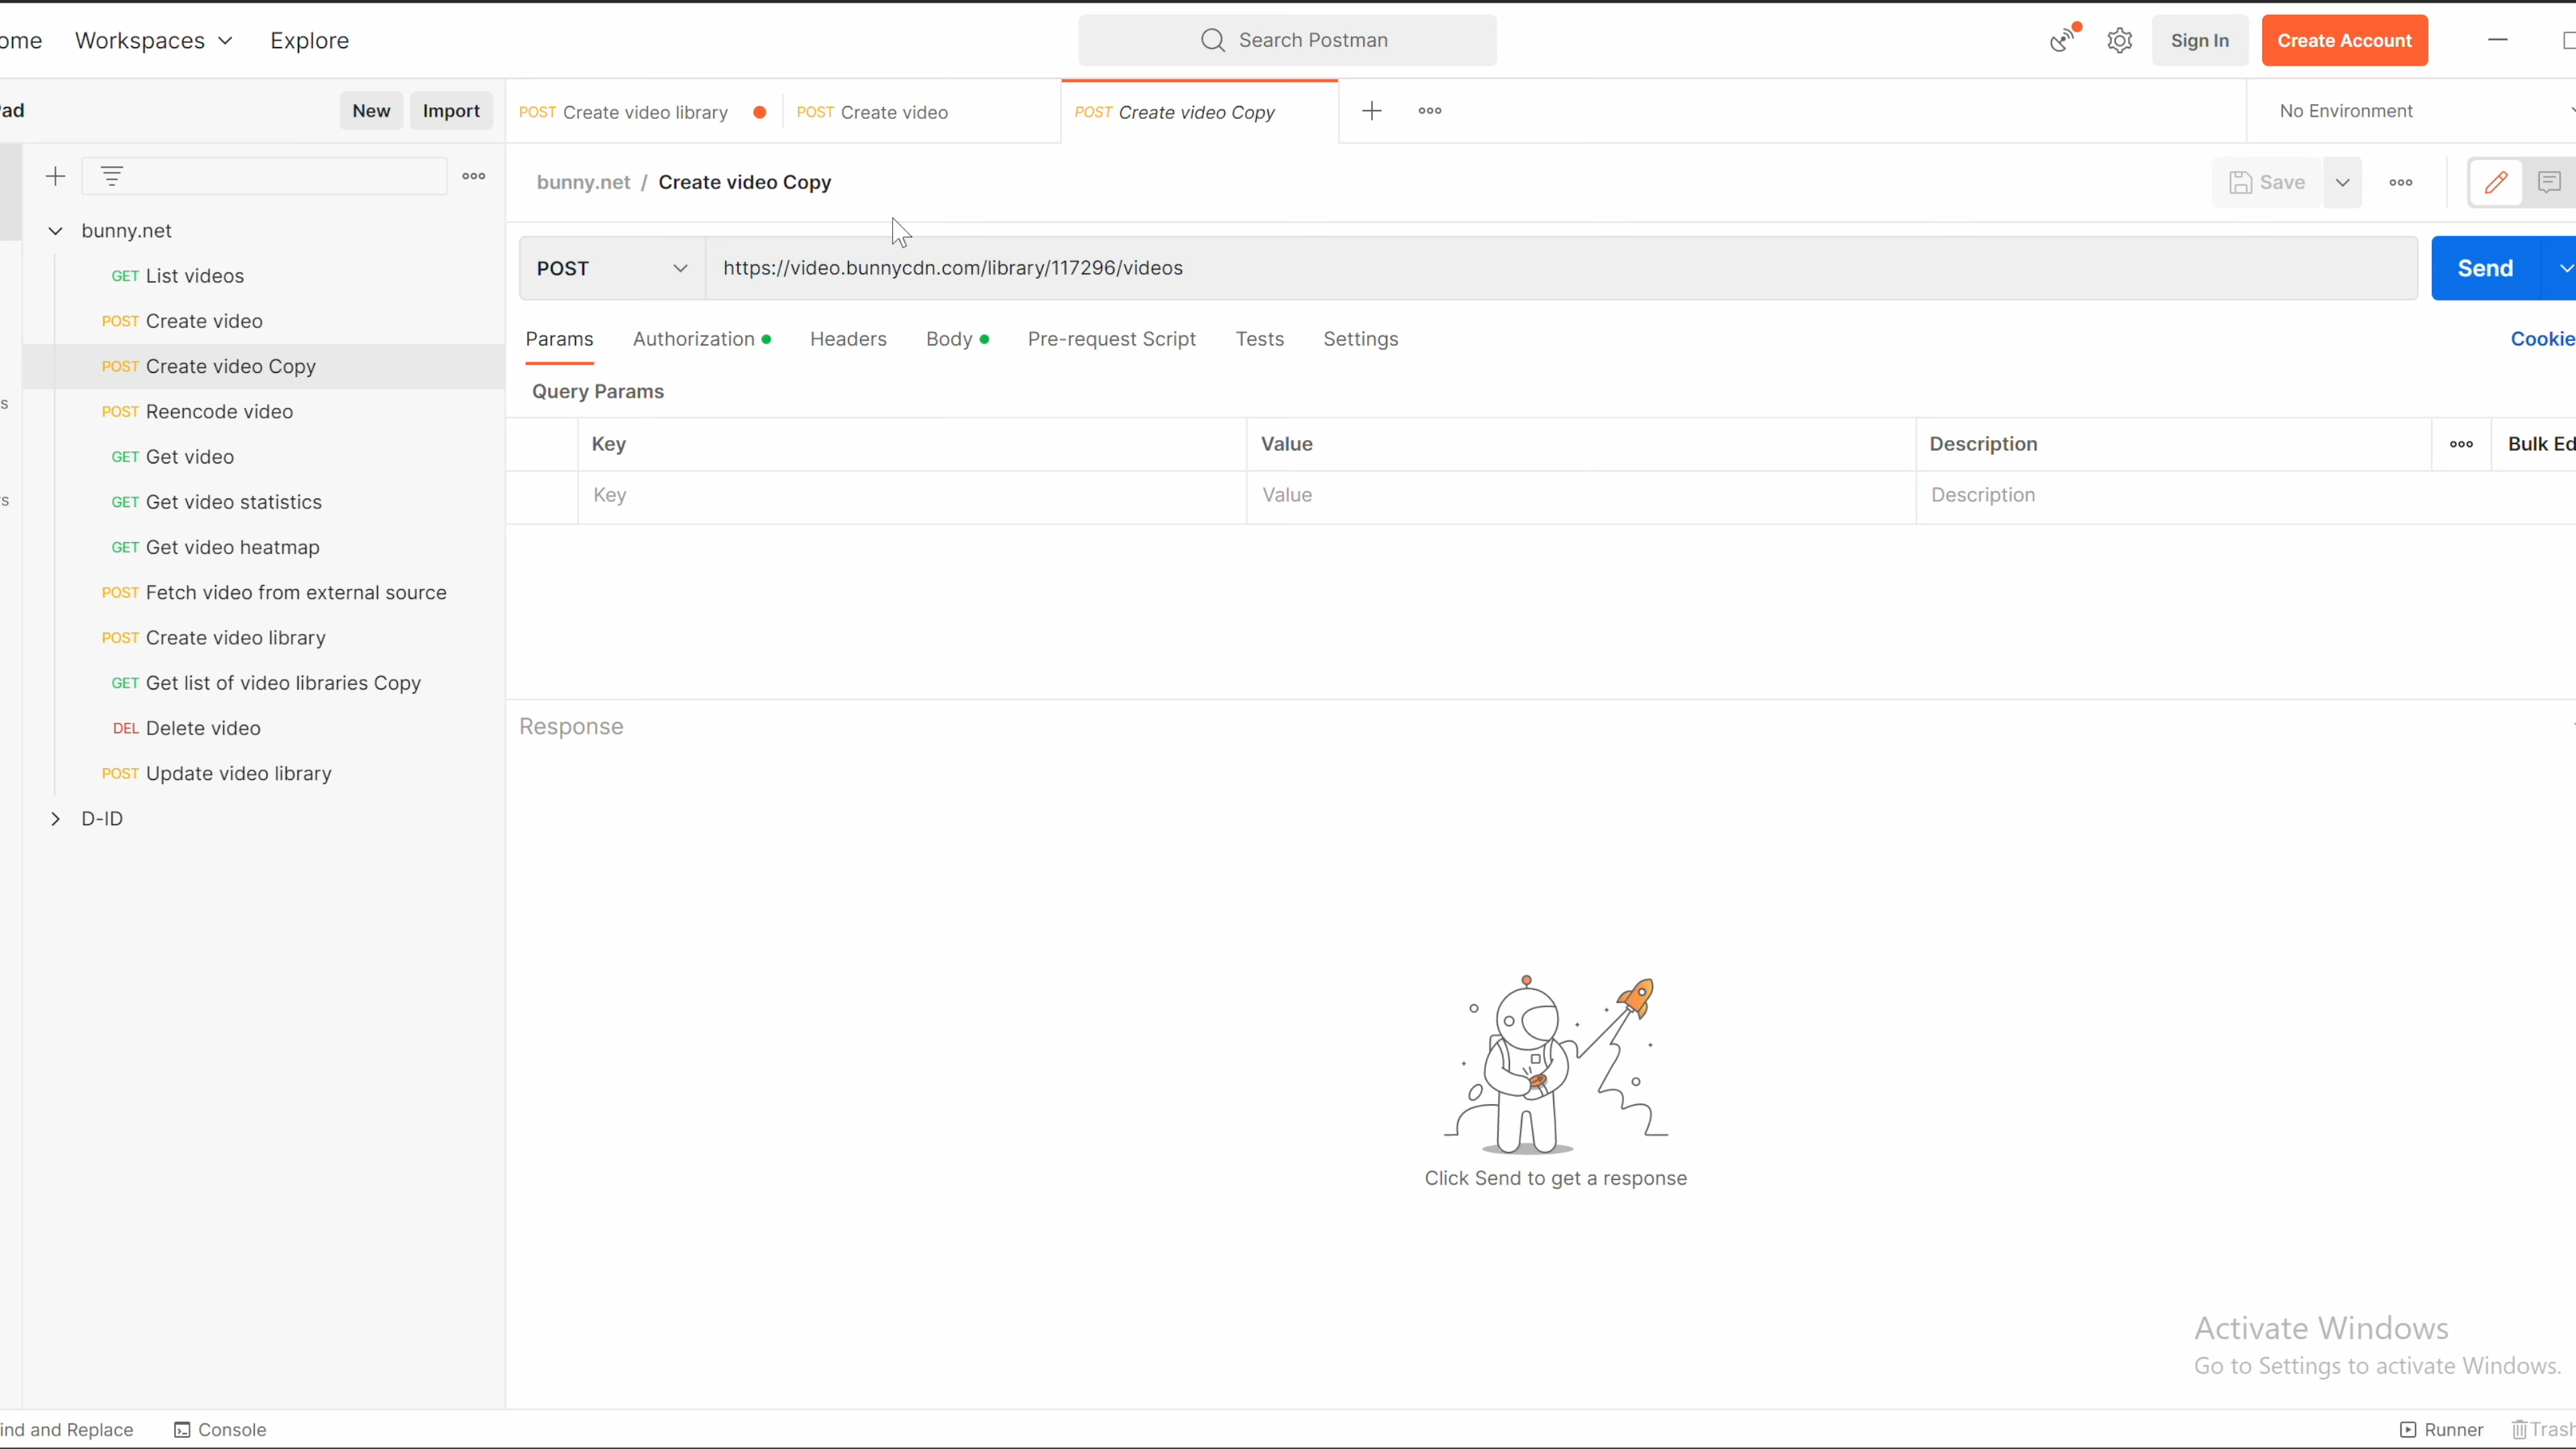 ome Workspaces Explore Search Postman Sign In Create Account
ad New Import POST Create video library POST Create video POST Create video Copy No Environment
bunny.net / Create video Copy Save
bunny.net
GET List videos
POST Create video
POST Create video Copy
POST Reencode video
GET Get video
GET Get video statistics
GET Get video heatmap
POST Fetch video from external source
POST Create video library
GET Get list of video libraries Copy
DEL Delete video
POST Update video library
D-ID
s
s
POST https://video.bunnycdn.com/library/117296/videos Send
Params Authorization Headers Body Pre-request Script Tests Settings Cookie
Query Params
Key Value Description Bulk Ed
Key Value Description
Response
Click Send to get a response
Activate Windows
Go to Settings to activate Windows.
ind and Replace Console Runner Trash